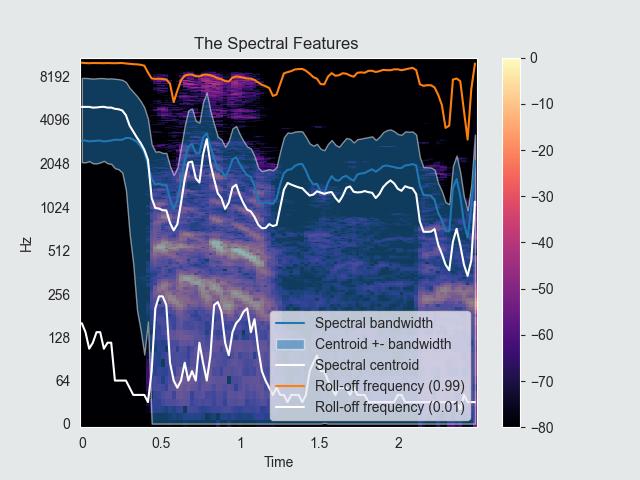 The Spectral Features
8192
4096
2048
1024
512
256
128
64
0
Hz
0
0.5
1
1.5
2
Time
Spectral bandwidth
Centroid +- bandwidth
Spectral centroid
Roll-off frequency (0.99)
Roll-off frequency (0.01)
0
−10
−20
−30
−40
−50
−60
−70
−80